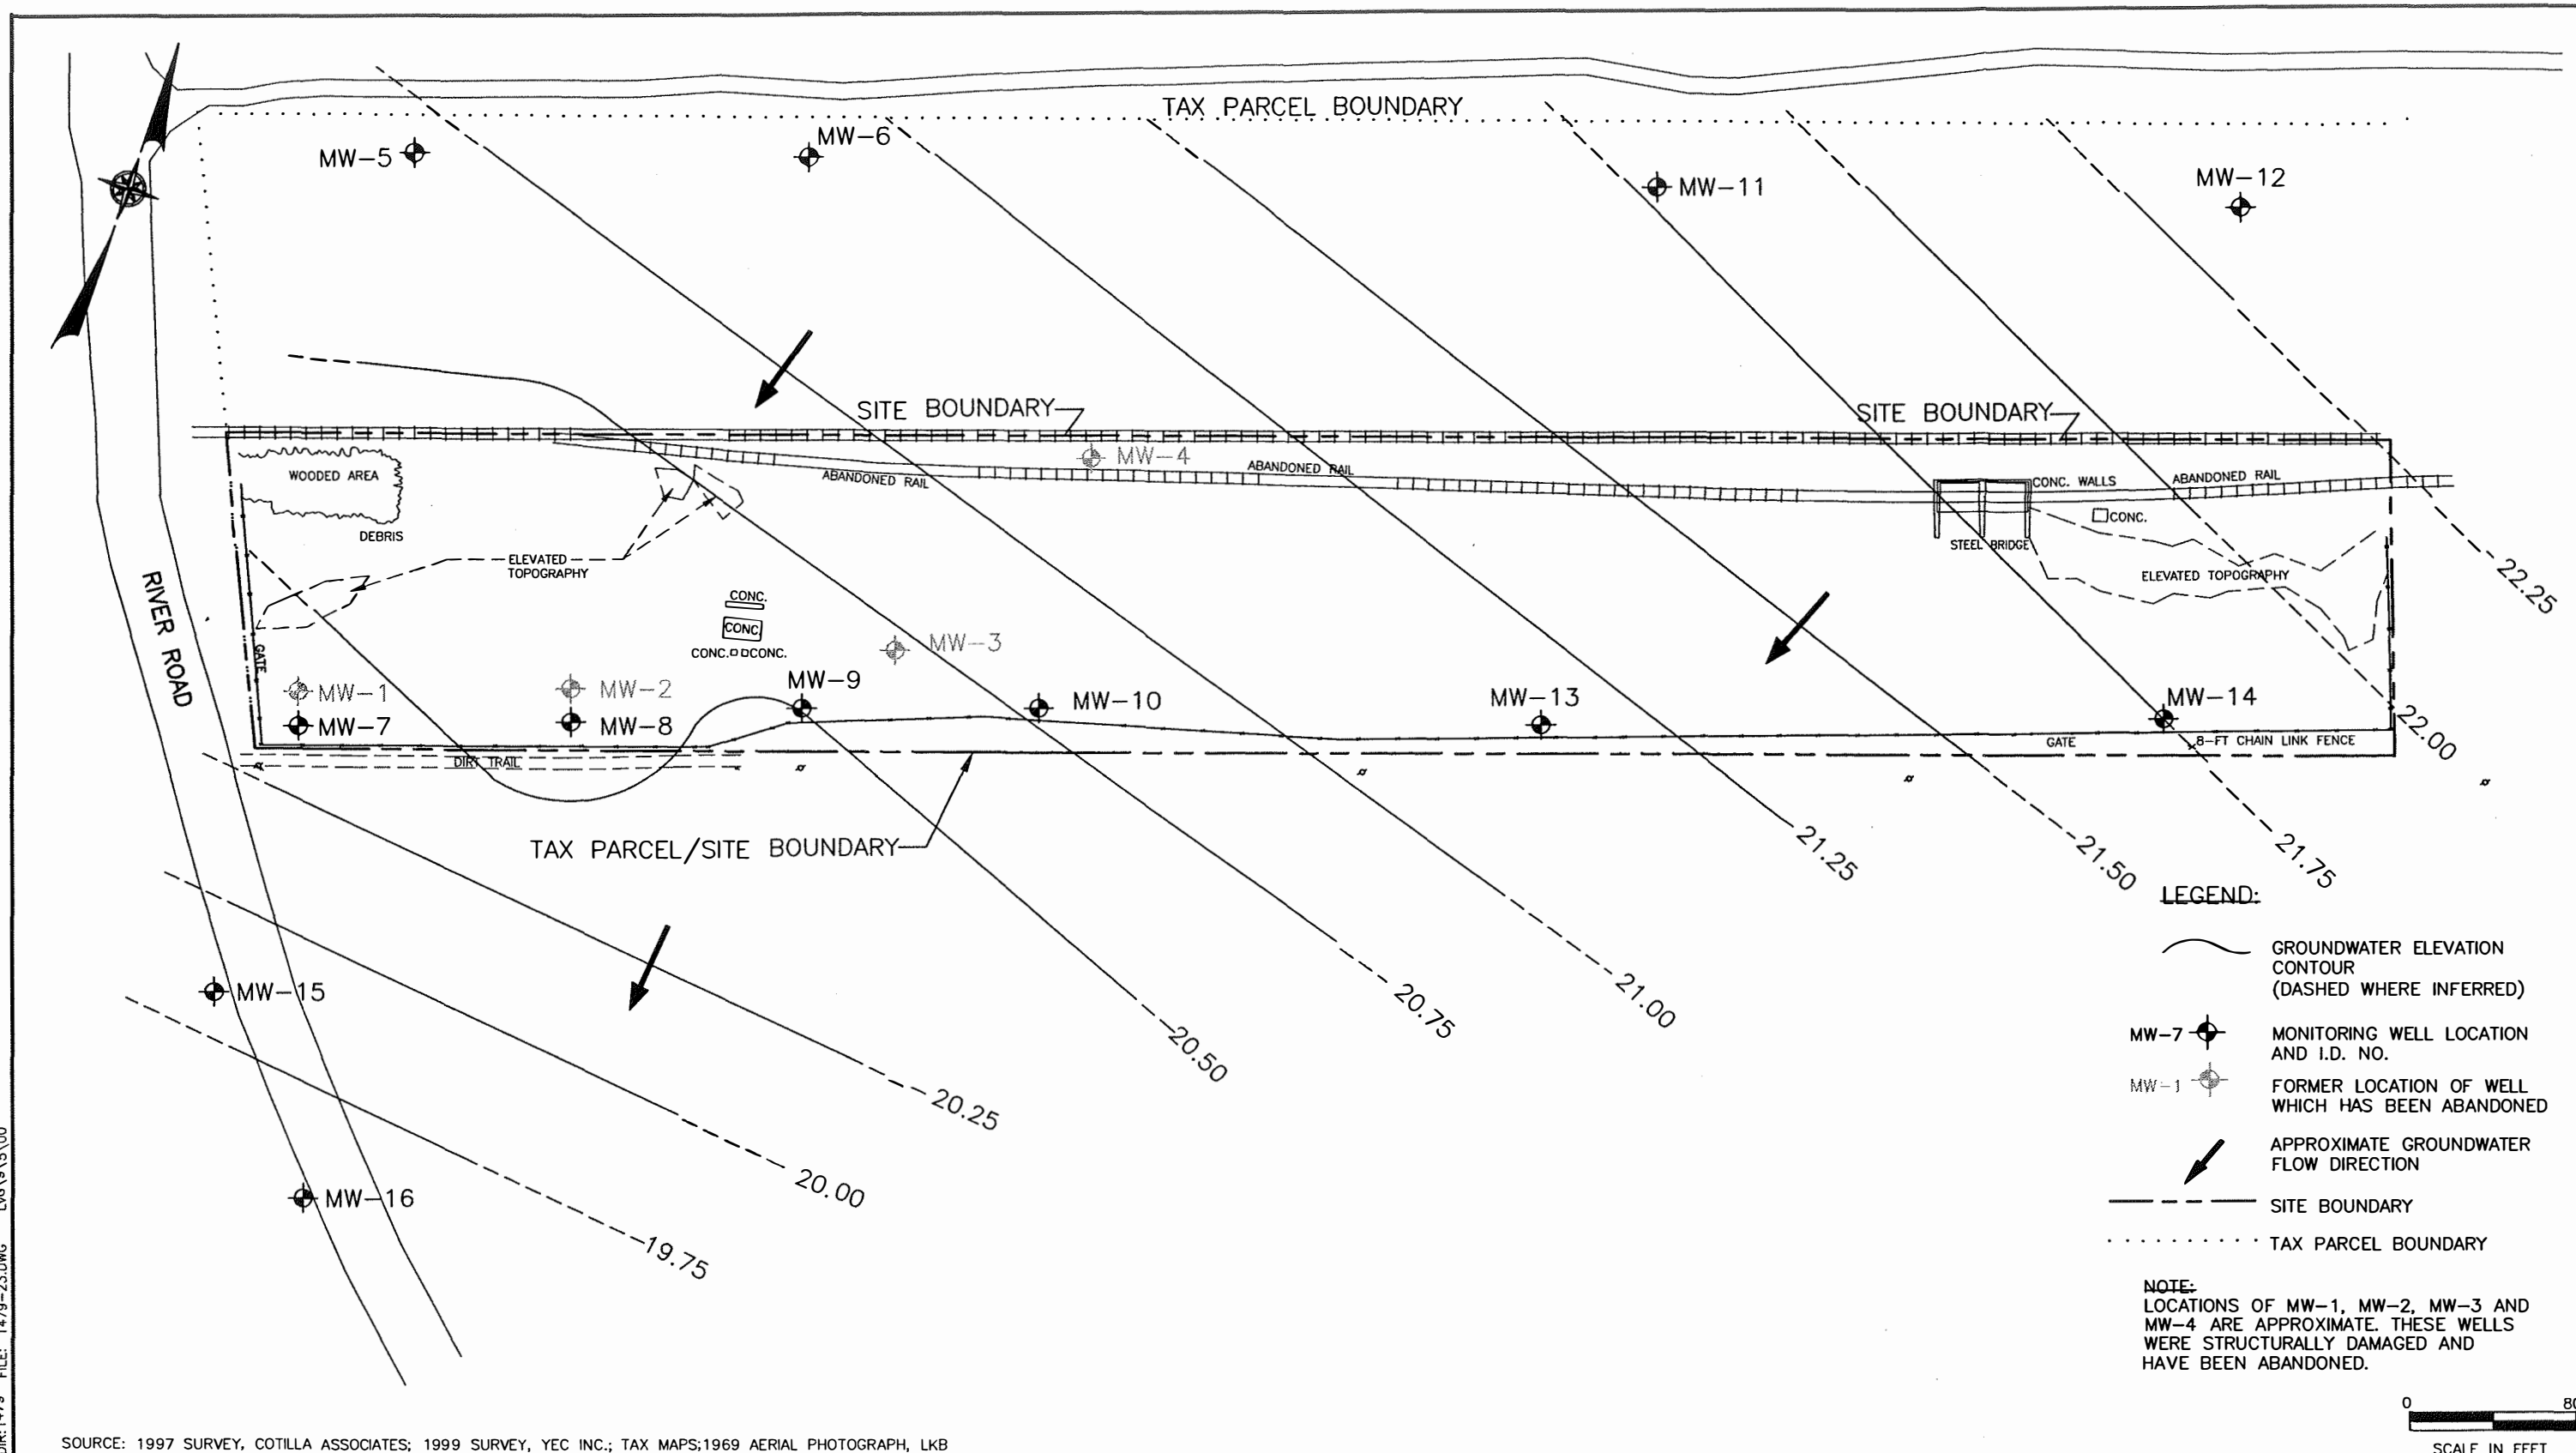 TAX PARCEL BOUNDARY
MW-5
MW-6
MW-11
MW-12
SITE BOUNDARY
SITE BOUNDARY
WOODED AREA
DEBRIS
ABANDONED RAIL
MW-4
ABANDONED RAIL
CONC. WALLS
ABANDONED RAIL
CONC.
STEEL BRIDGE
ELEVATED
TOPOGRAPHY
ELEVATED TOPOGRAPHY
22.25
RIVER ROAD
GATE
CONC.
CONC.
CONC.
CONC.
MW-3
MW-1
MW-2
MW-7
MW-8
MW-9
MW-10
MW-13
MW-14
22.00
GATE
8-FT CHAIN LINK FENCE
DIRT TRAIL
TAX PARCEL/SITE BOUNDARY
21.25
21.50
21.75
21.00
20.75
20.50
20.25
20.00
19.75
MW-15
MW-16
LEGEND:
GROUNDWATER ELEVATION
CONTOUR
(DASHED WHERE INFERRED)
MW-7
MONITORING WELL LOCATION
AND I.D. NO.
MW-1
FORMER LOCATION OF WELL
WHICH HAS BEEN ABANDONED
APPROXIMATE GROUNDWATER
FLOW DIRECTION
SITE BOUNDARY
TAX PARCEL BOUNDARY
NOTE:
LOCATIONS OF MW-1, MW-2, MW-3 AND
MW-4 ARE APPROXIMATE. THESE WELLS
WERE STRUCTURALLY DAMAGED AND
HAVE BEEN ABANDONED.
0
SCALE IN FEET
SOURCE: 1997 SURVEY, COTILLA ASSOCIATES; 1999 SURVEY, YEC INC.; TAX MAPS;1969 AERIAL PHOTOGRAPH, LKB
FILE: 1479-23.DWG